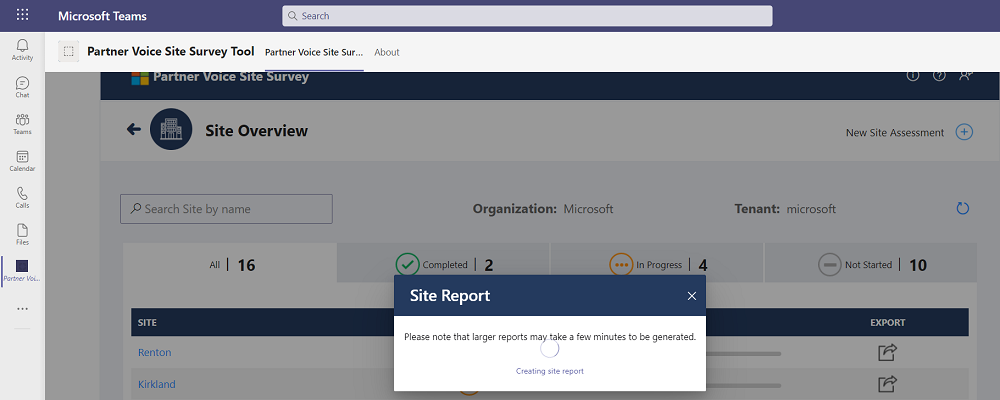 Microsoft Teams
Search
Activity
Chat
Teams
Calendar
Calls
Files
Partner Voi...
Partner Voice Site Survey Tool
Partner Voice Site Sur...
About
Partner Voice Site Survey
Site Overview
New Site Assessment
Search Site by name
Organization: Microsoft
Tenant: microsoft
All | 16
Completed | 2
In Progress | 4
Not Started | 10
SITE
EXPORT
Renton
Kirkland
Site Report
Please note that larger reports may take a few minutes to be generated.
Creating site report